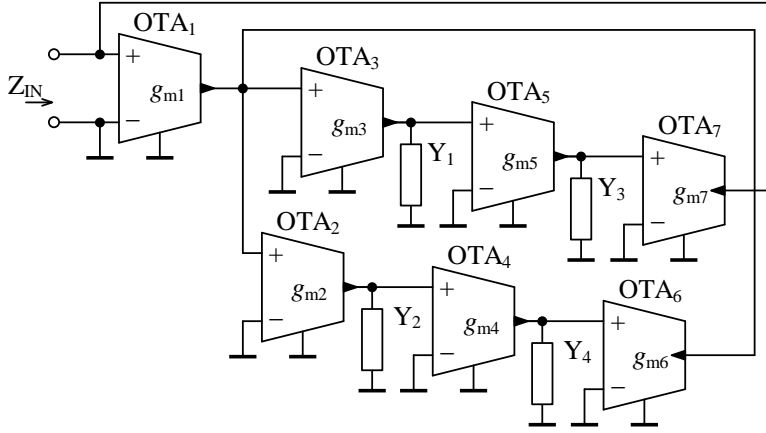 OTA1
+
gm1
−
ZIN
OTA3
+
gm3
−
Y1
OTA5
+
gm5
−
Y3
OTA7
+
gm7
−
OTA2
+
gm2
−
Y2
OTA4
+
gm4
−
Y4
OTA6
+
gm6
−